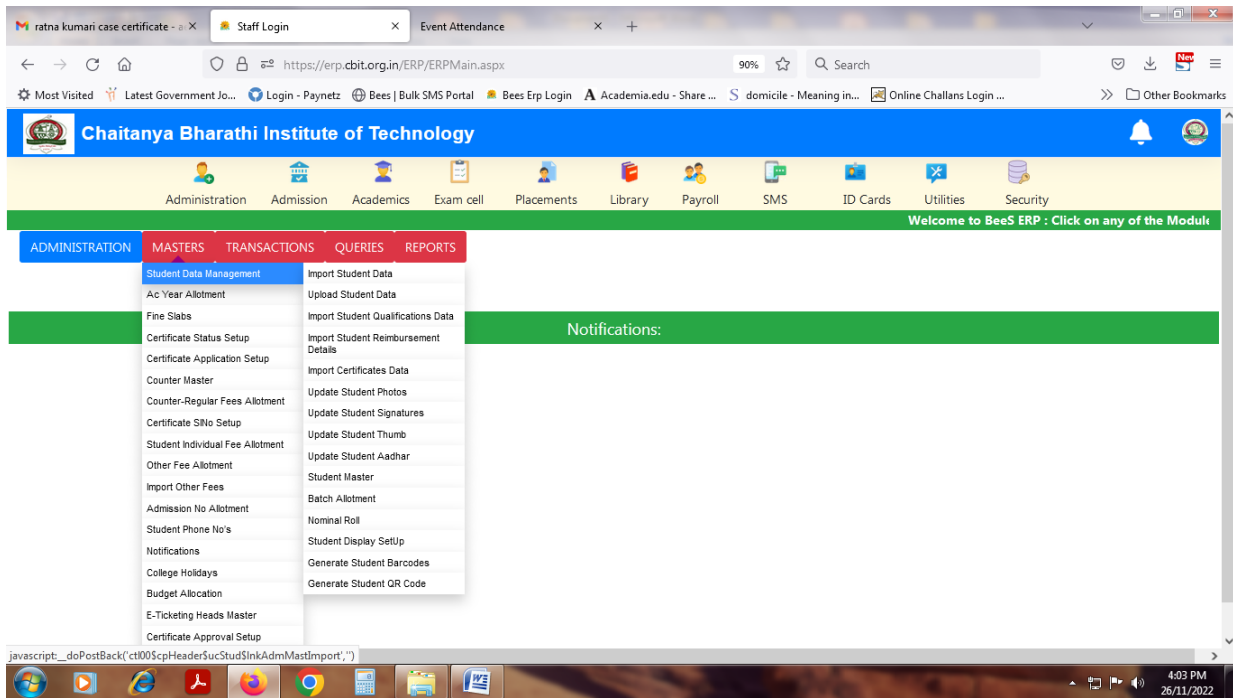 ratna kumari case certificate - a
Staff Login
Event Attendance
https://erp.cbit.org.in/ERP/ERPMain.aspx
90%
Search
New
Most Visited
Latest Government Jo...
Login - Paynetz
Bees | Bulk SMS Portal
Bees Erp Login
Academia.edu - Share ...
domicile - Meaning in...
Online Challans Login ...
Other Bookmarks
Chaitanya Bharathi Institute of Technology
Administration
Admission
Academics
Exam cell
Placements
Library
Payroll
SMS
ID Cards
Utilities
Security
Welcome to BeeS ERP : Click on any of the Module
ADMINISTRATION
MASTERS
TRANSACTIONS
QUERIES
REPORTS
Student Data Management
Ac Year Allotment
Fine Slabs
Certificate Status Setup
Certificate Application Setup
Counter Master
Counter-Regular Fees Allotment
Certificate SlNo Setup
Student Individual Fee Allotment
Other Fee Allotment
Import Other Fees
Admission No Allotment
Student Phone No's
Notifications
College Holidays
Budget Allocation
E-Ticketing Heads Master
Certificate Approval Setup
Import Student Data
Upload Student Data
Import Student Qualifications Data
Import Student Reimbursement
Details
Import Certificates Data
Update Student Photos
Update Student Signatures
Update Student Thumb
Update Student Aadhar
Student Master
Batch Allotment
Nominal Roll
Student Display SetUp
Generate Student Barcodes
Generate Student QR Code
Notifications:
javascript:__doPostBack('ctl00$cpHeader$ucStud$lnkAdmMastImport','')
4:03 PM
26/11/2022